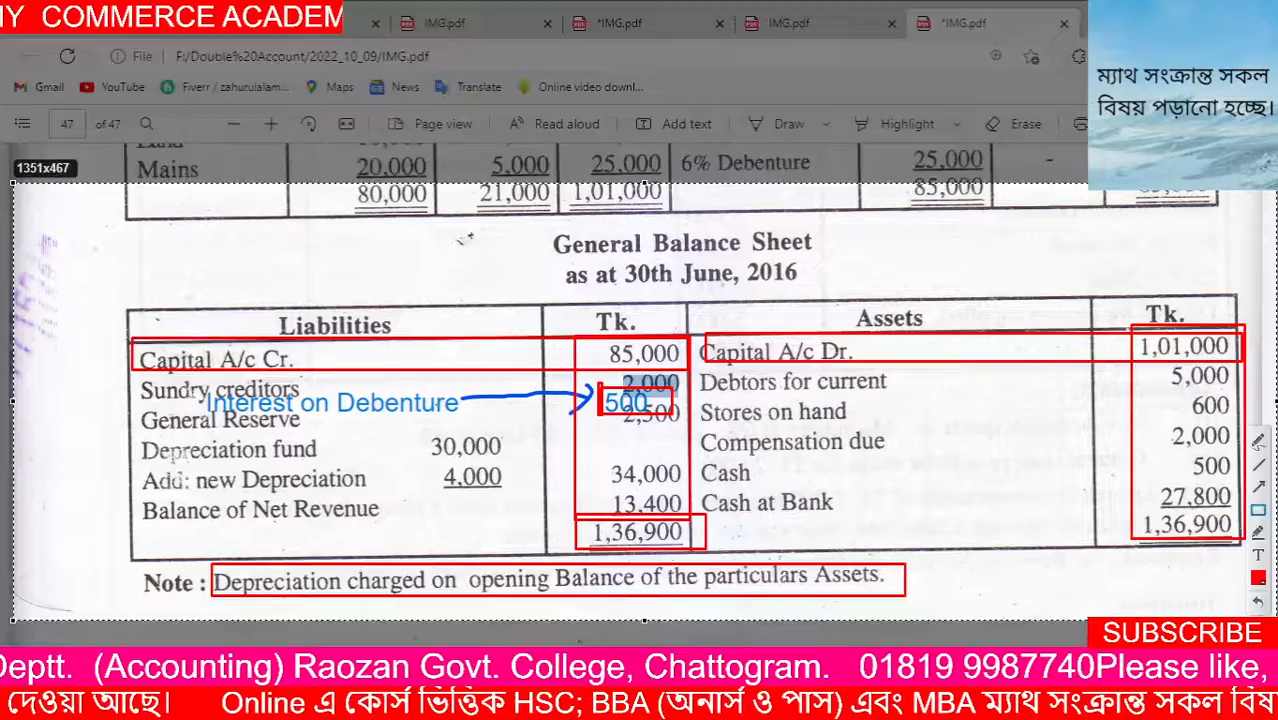 NY COMMERCE ACADEM
IMG.pdf
*IMG.pdf
IMG.pdf
*IMG.pdf
File F:/Double%20Account/2022_10_09/IMG.pdf
Gmail YouTube Fiverr / zahurulalam... Maps News Translate Online video downl...
47 of 47 Page view Read aloud Add text Draw Highlight Erase
ম্যাথ সংক্রান্ত সকল
বিষয় পড়ানো হচ্ছে।
1351x467
Mains 20,000 5,000 25,000 6% Debenture 25,000 -
80,000 21,000 1,01,000 85,000
General Balance Sheet
as at 30th June, 2016
Liabilities Tk. Assets Tk.
Capital A/c Cr. 85,000 Capital A/c Dr. 1,01,000
Sundry creditors 2,000 Debtors for current 5,000
Interest on Debenture 500
General Reserve 2,500 Stores on hand 600
Depreciation fund 30,000 Compensation due 2,000
Add: new Depreciation 4,000 34,000 Cash 500
Balance of Net Revenue 13,400 Cash at Bank 27,800
1,36,900 1,36,900
Note : Depreciation charged on opening Balance of the particulars Assets.
SUBSCRIBE
Deptt. (Accounting) Raozan Govt. College, Chattogram. 01819 9987740Please like,
দেওয়া আছে। Online এ কোর্স ভিত্তিক HSC; BBA (অনার্স ও পাস) এবং MBA ম্যাথ সংক্রান্ত সকল বিষ